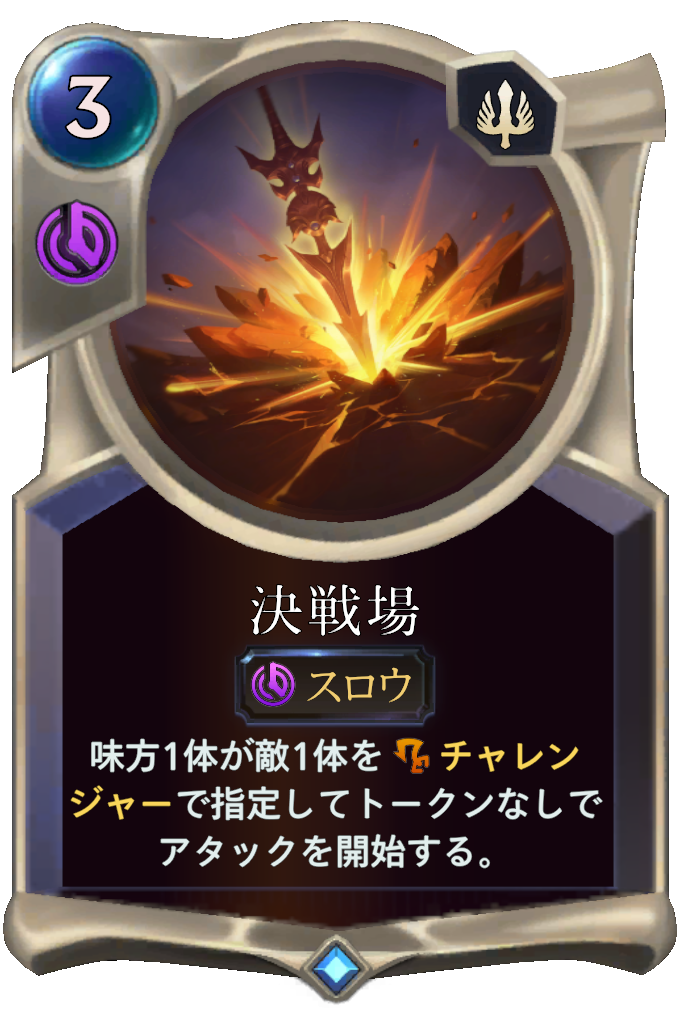 3
決戦場
スロウ
味方1体が敵1体をチャレン
ジャーで指定してトークンなしで
アタックを開始する。